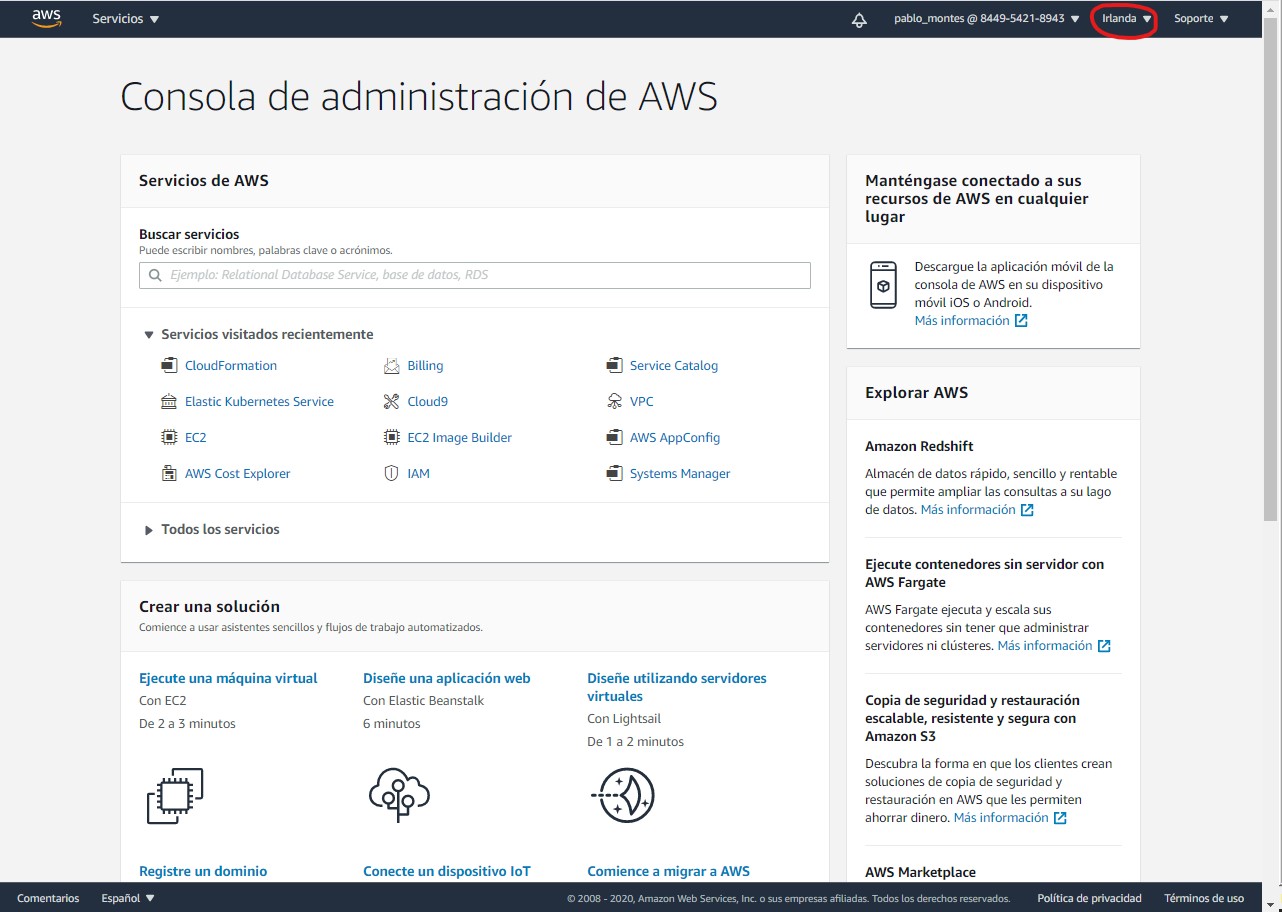 aws
Servicios
pablo_montes @ 8449-5421-8943
Irlanda
Soporte
Consola de administración de AWS
Servicios de AWS
Buscar servicios
Puede escribir nombres, palabras clave o acrónimos.
Ejemplo: Relational Database Service, base de datos, RDS
Servicios visitados recientemente
CloudFormation
Billing
Service Catalog
Elastic Kubernetes Service
Cloud9
VPC
EC2
EC2 Image Builder
AWS AppConfig
AWS Cost Explorer
IAM
Systems Manager
Todos los servicios
Crear una solución
Comience a usar asistentes sencillos y flujos de trabajo automatizados.
Ejecute una máquina virtual
Con EC2
De 2 a 3 minutos
Diseñe una aplicación web
Con Elastic Beanstalk
6 minutos
Diseñe utilizando servidores
virtuales
Con Lightsail
De 1 a 2 minutos
Registre un dominio
Conecte un dispositivo IoT
Comience a migrar a AWS
Manténgase conectado a sus
recursos de AWS en cualquier
lugar
Descargue la aplicación móvil de la
consola de AWS en su dispositivo
móvil iOS o Android.
Más información
Explorar AWS
Amazon Redshift
Almacén de datos rápido, sencillo y rentable
que permite ampliar las consultas a su lago
de datos. Más información
Ejecute contenedores sin servidor con
AWS Fargate
AWS Fargate ejecuta y escala sus
contenedores sin tener que administrar
servidores ni clústeres. Más información
Copia de seguridad y restauración
escalable, resistente y segura con
Amazon S3
Descubra la forma en que los clientes crean
soluciones de copia de seguridad y
restauración en AWS que les permiten
ahorrar dinero. Más información
AWS Marketplace
Comentarios
Español
© 2008 - 2020, Amazon Web Services, Inc. o sus empresas afiliadas. Todos los derechos reservados.
Política de privacidad
Términos de uso